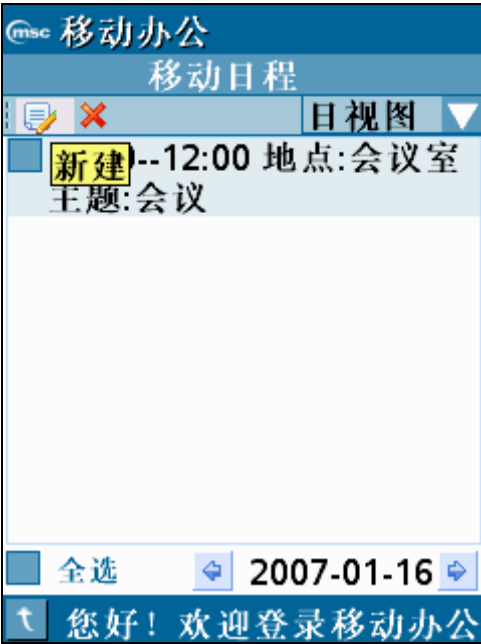 msc 移动办公
移动日程
日视图
新建--12:00 地点:会议室
主题:会议
全选 2007-01-16
您好! 欢迎登录移动办公